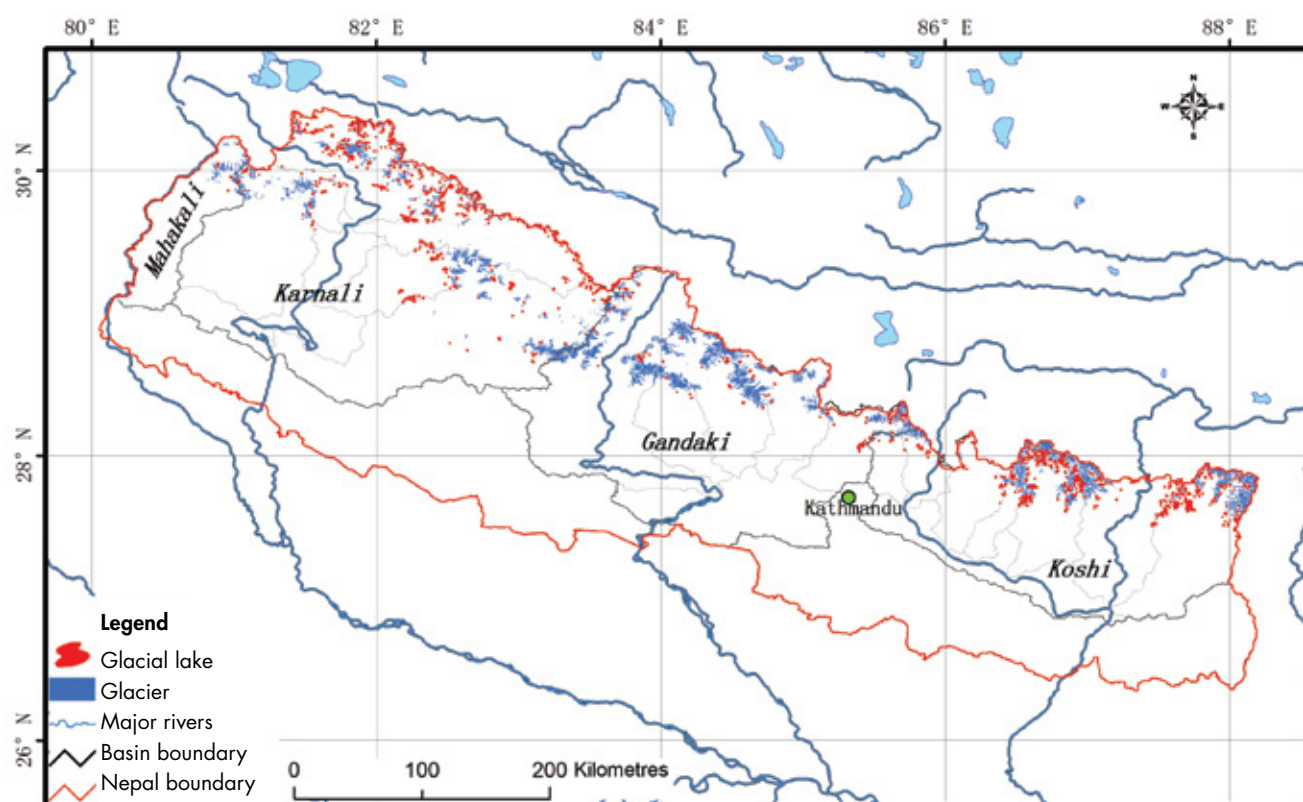 80° E 82° E 84° E 86° E 88° E
N
W E
S
30 N
28 N
26 N
Mahakali
Karnali
Gandaki
Kathmandu
Koshi
Legend
Glacial lake
Glacier
Major rivers
Basin boundary
Nepal boundary
0 100 200 Kilometres